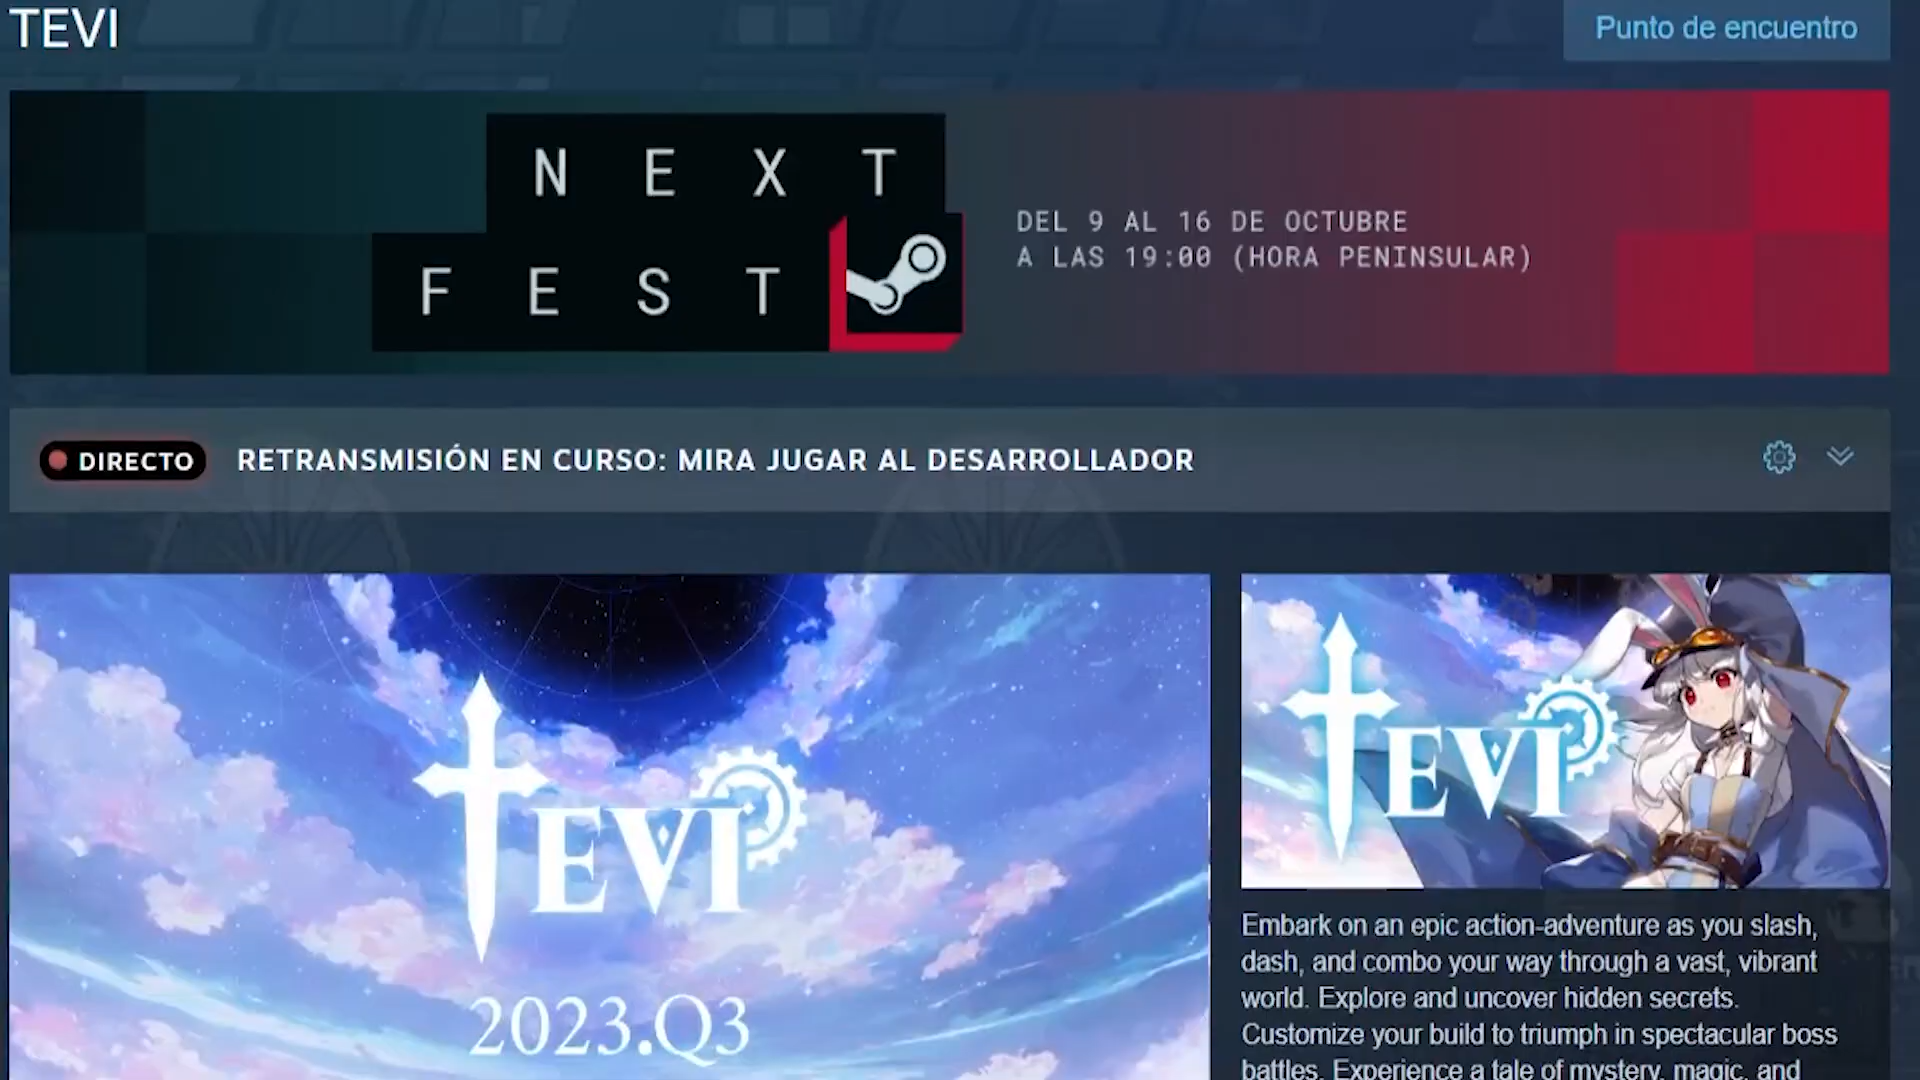 TEVI
Punto de encuentro
NEXT
FEST
DEL 9 AL 16 DE OCTUBRE
A LAS 19:00 (HORA PENINSULAR)
DIRECTO
RETRANSMISIÓN EN CURSO: MIRA JUGAR AL DESARROLLADOR
TEVI
2023.Q3
TEVI
Embark on an epic action-adventure as you slash,
dash, and combo your way through a vast, vibrant
world. Explore and uncover hidden secrets.
Customize your build to triumph in spectacular boss
battles. Experience a tale of mystery, magic, and